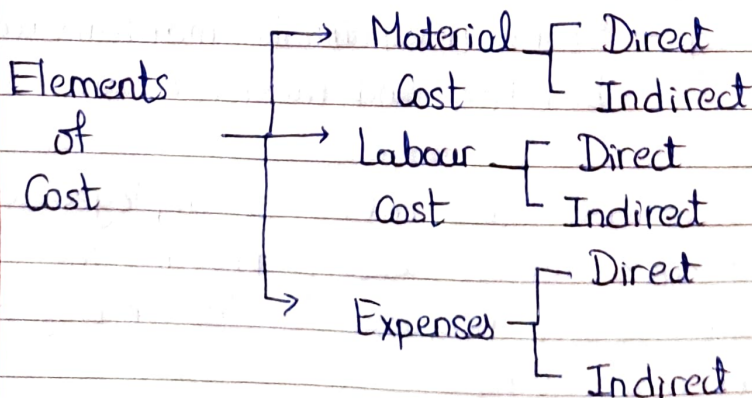 Elements
of
Cost
Material
Cost
Direct
Indirect
Labour
cost
Direct
Indirect
Expenses
Direct
Indirect